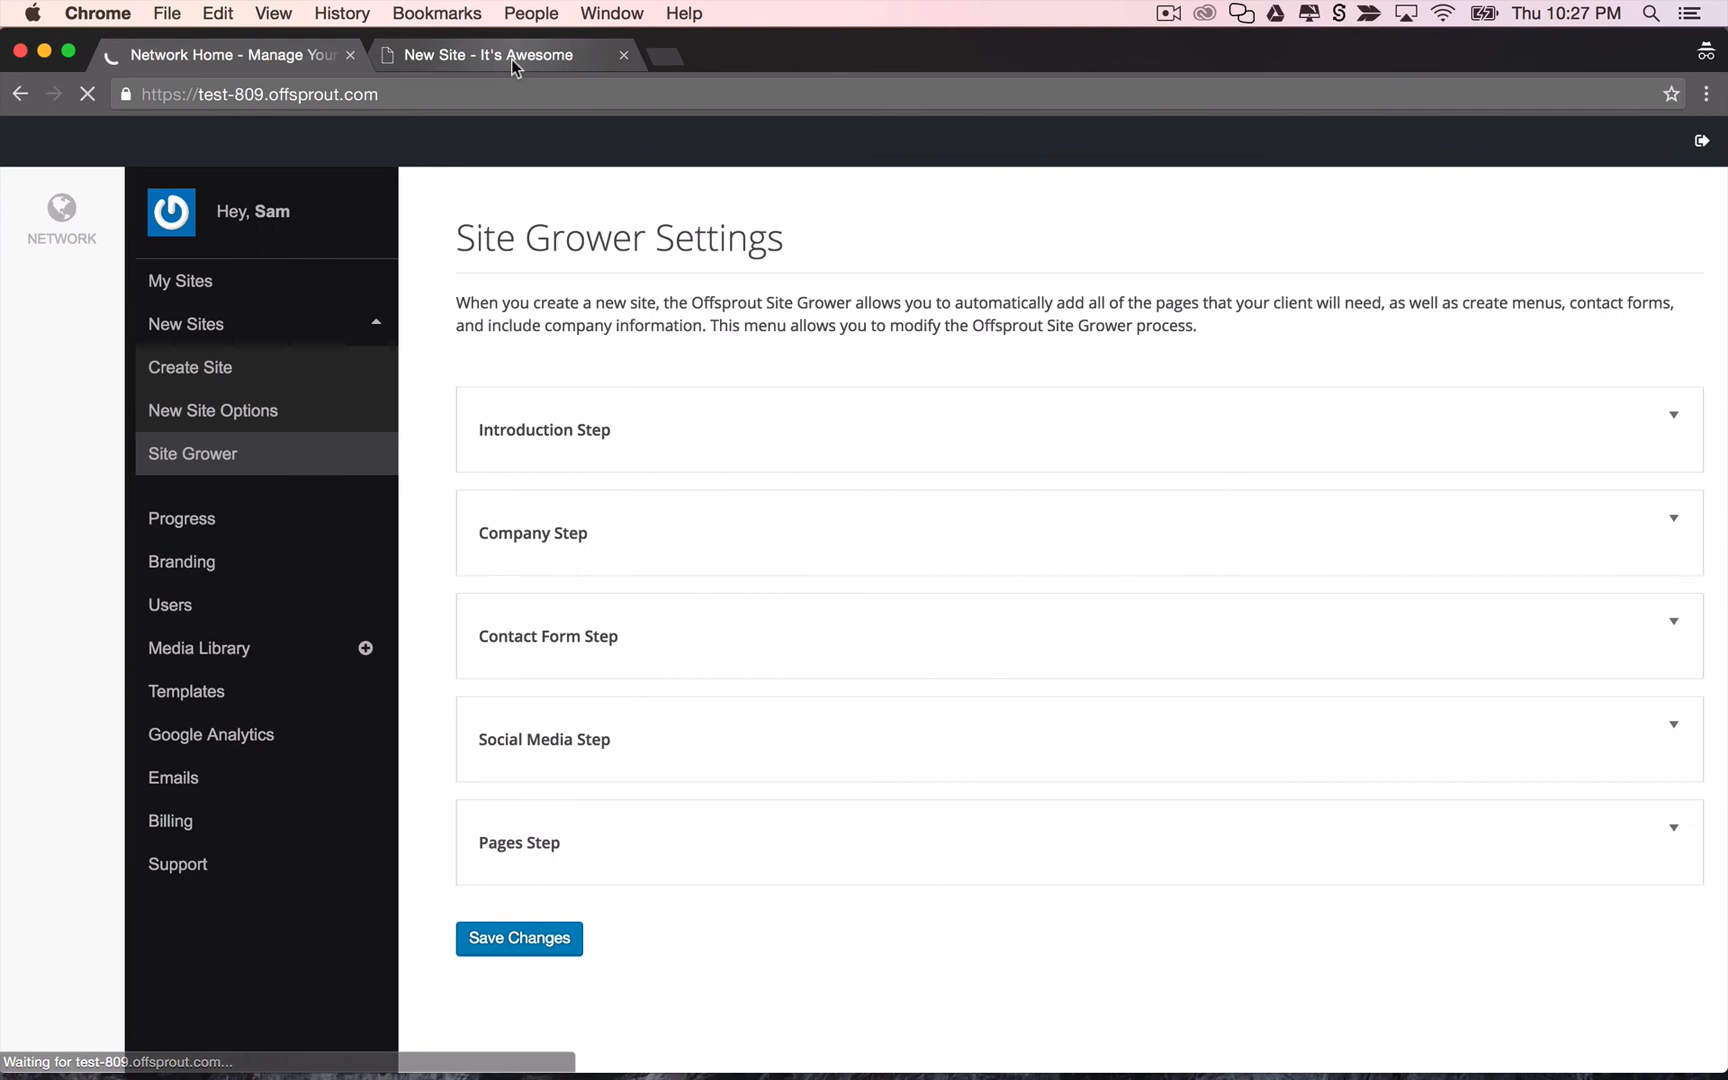 Chrome File Edit View History Bookmarks People Window Help Thu 10:27 PM
Network Home - Manage Your New Site - It's Awesome
https://test-809.offsprout.com
NETWORK
Hey, Sam
My Sites
New Sites
Create Site
New Site Options
Site Grower
Progress
Branding
Users
Media Library
Templates
Google Analytics
Emails
Billing
Support
Site Grower Settings
When you create a new site, the Offsprout Site Grower allows you to automatically add all of the pages that your client will need, as well as create menus, contact forms,
and include company information. This menu allows you to modify the Offsprout Site Grower process.
Introduction Step
Company Step
Contact Form Step
Social Media Step
Pages Step
Save Changes
Waiting for test-809.offsprout.com...